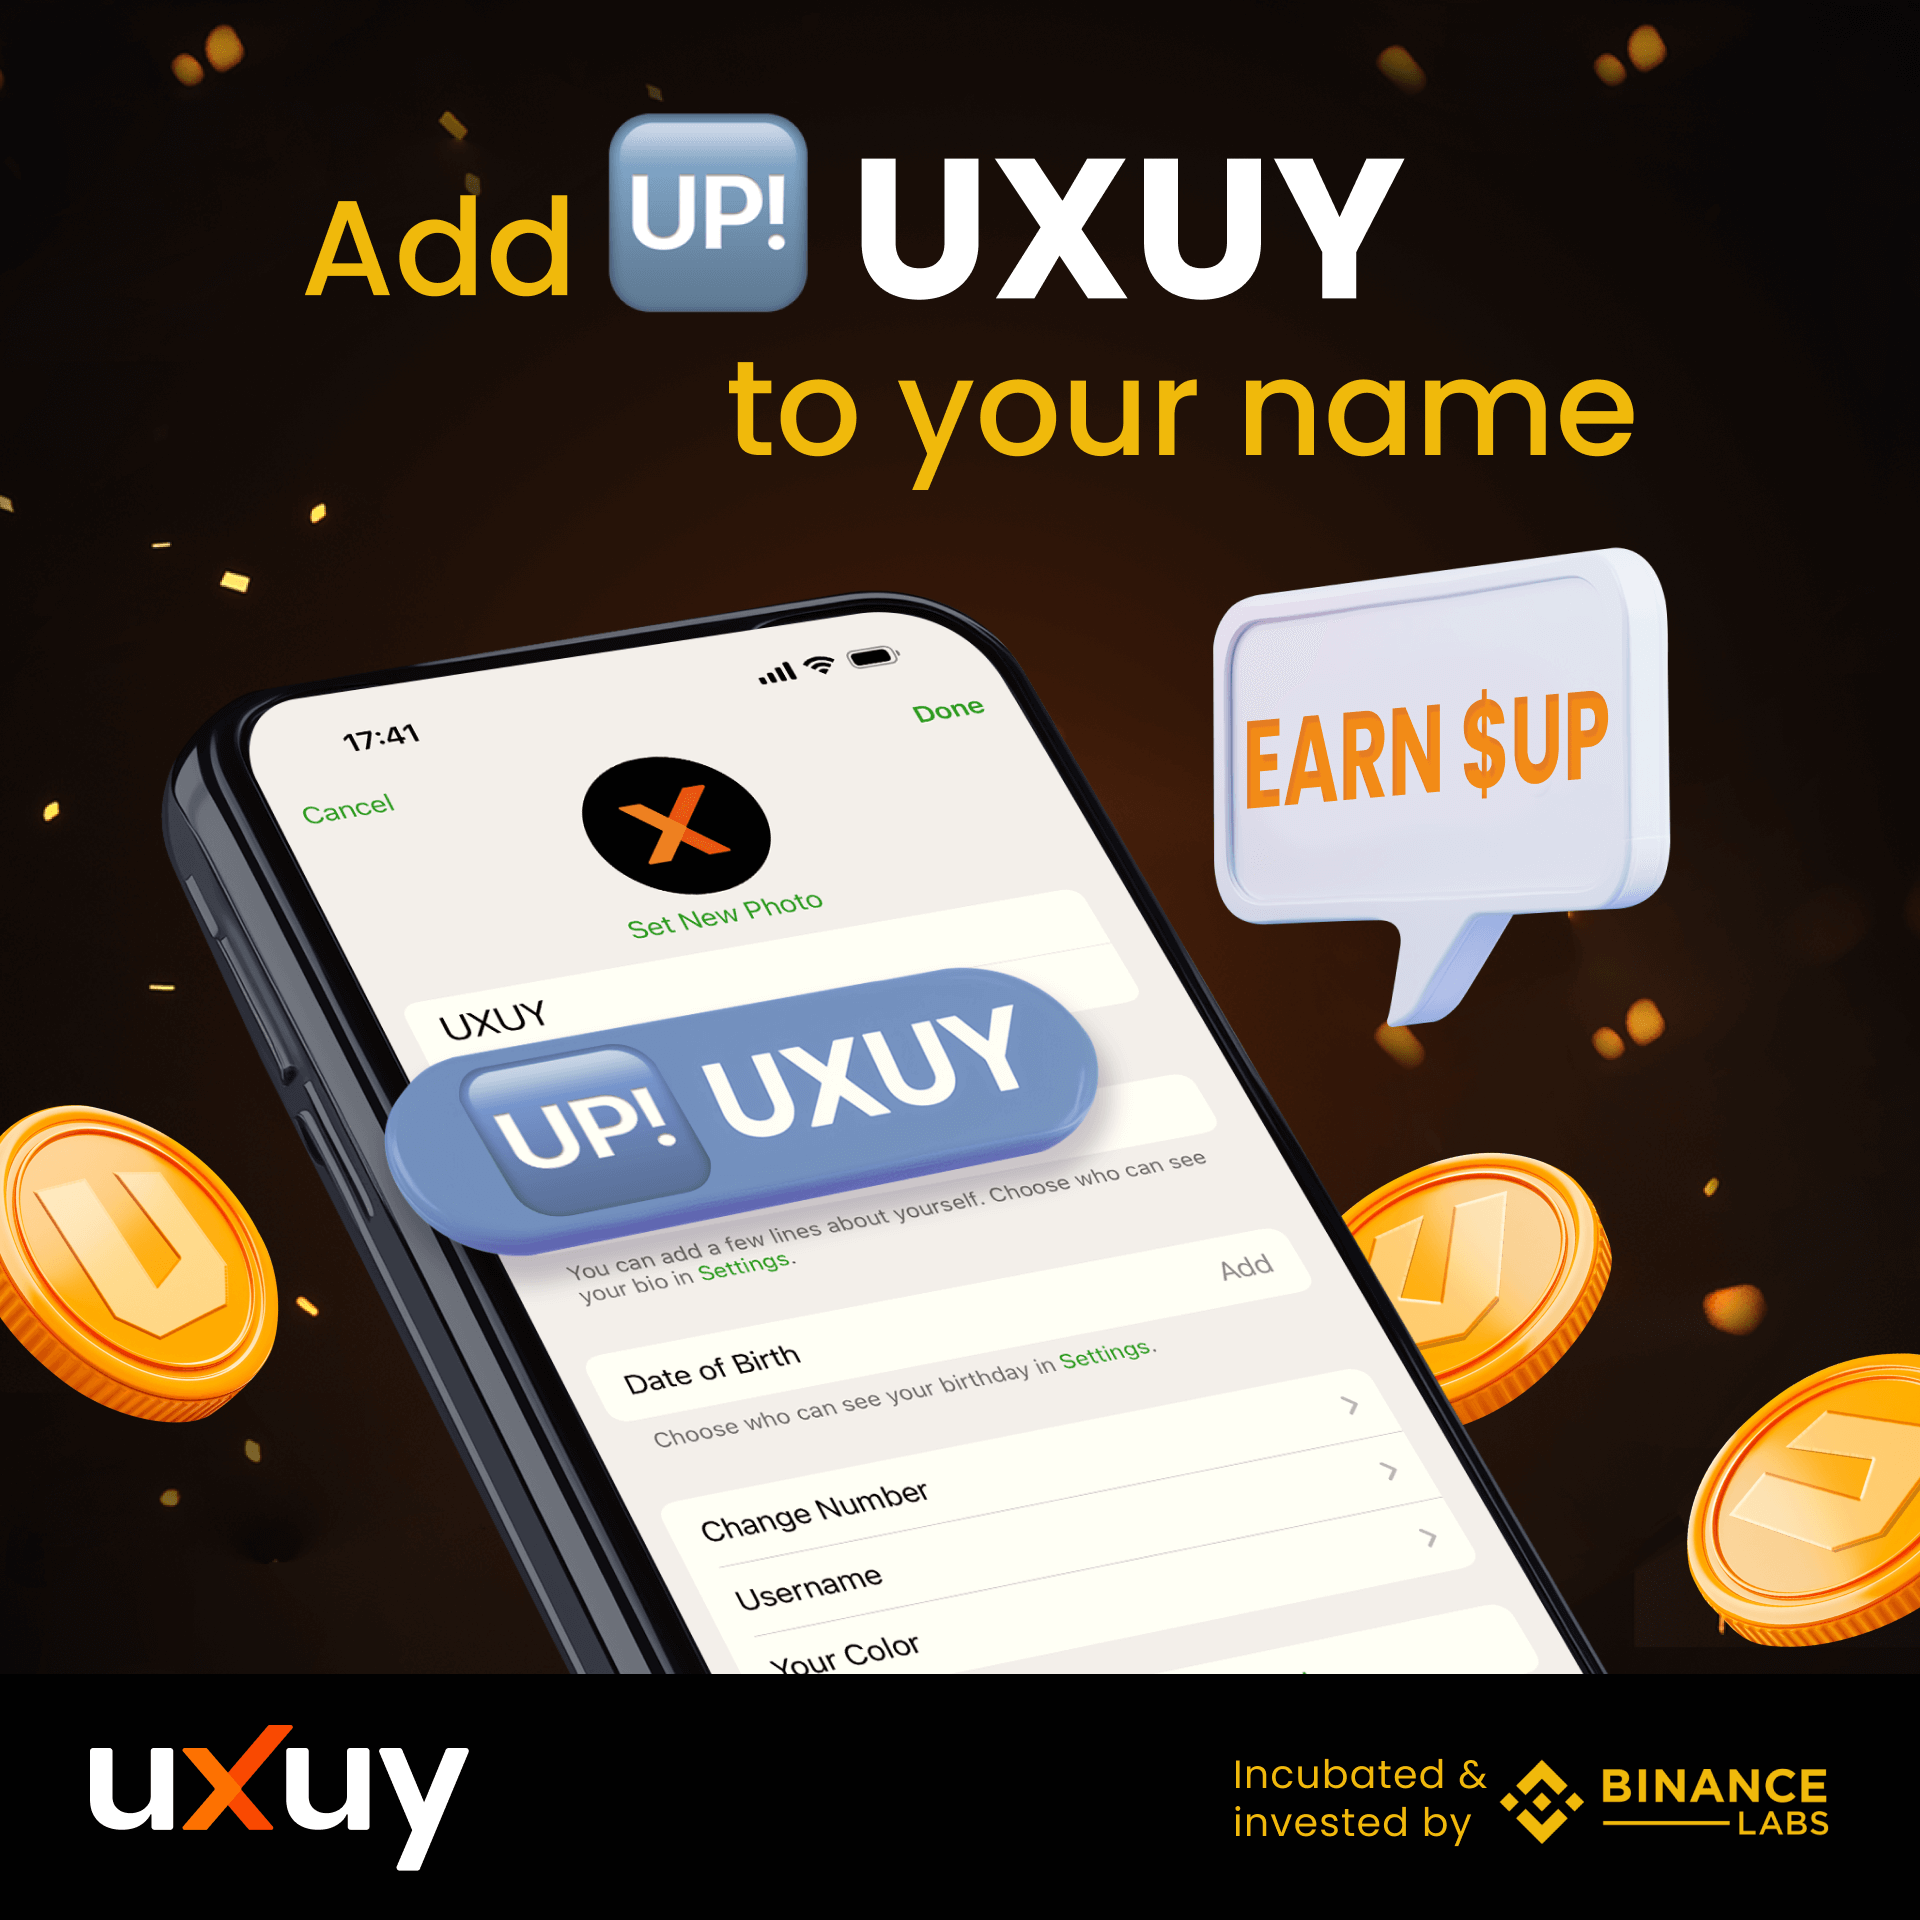 Add UP! UXUY
to your name
EARN $UP
17:41
Cancel
Done
Set New Photo
UXUY
UP! UXUY
You can add a few lines about yourself. Choose who can see
your bio in Settings.
Date of Birth
Add
Choose who can see your birthday in Settings.
Change Number
Username
Your Color
uxuy
Incubated &
invested by
BINANCE
LABS